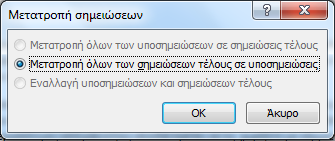 Μετατροπή σημειώσεων
Μετατροπή όλων των υποσημειώσεων σε σημειώσεις τέλους
Μετατροπή όλων των σημειώσεων τέλους σε υποσημειώσεις
Εναλλαγή υποσημειώσεων και σημειώσεων τέλους
OK Άκυρο